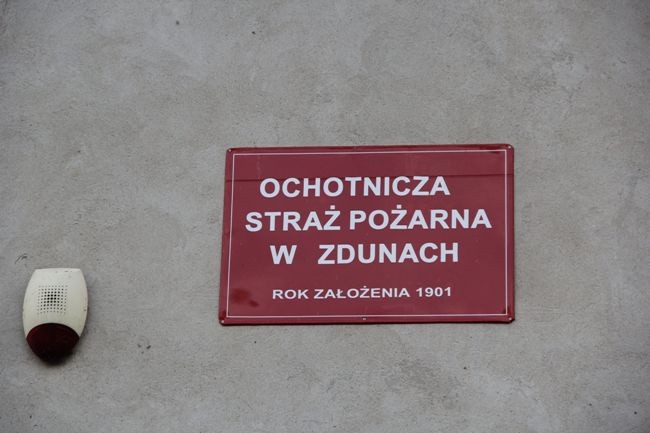 OCHOTNICZA
STRAŻ POŻARNA
W ZDUNACH
ROK ZAŁOŻENIA 1901